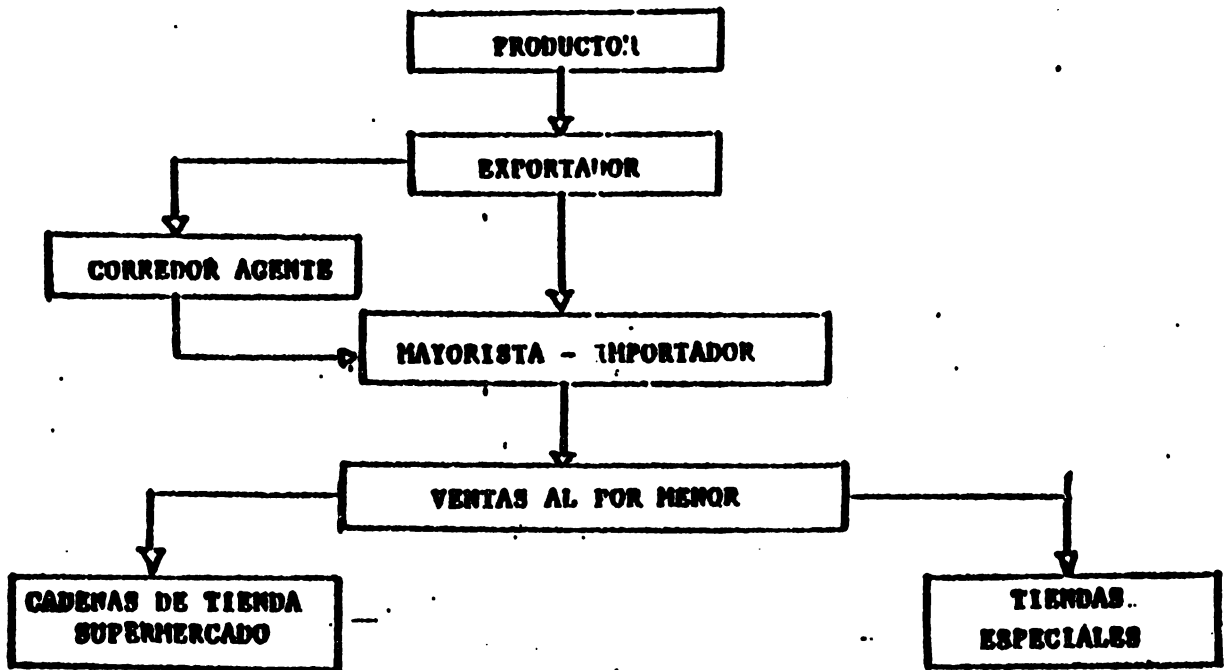 PRODUCTOR
EXPORTADOR
CORREDOR AGENTE
MAYORISTA - IMPORTADOR
VENTAS AL POR MENOR
CADENAS DE TIENDA
SUPERMERCADO
TIENDAS
ESPECIALES